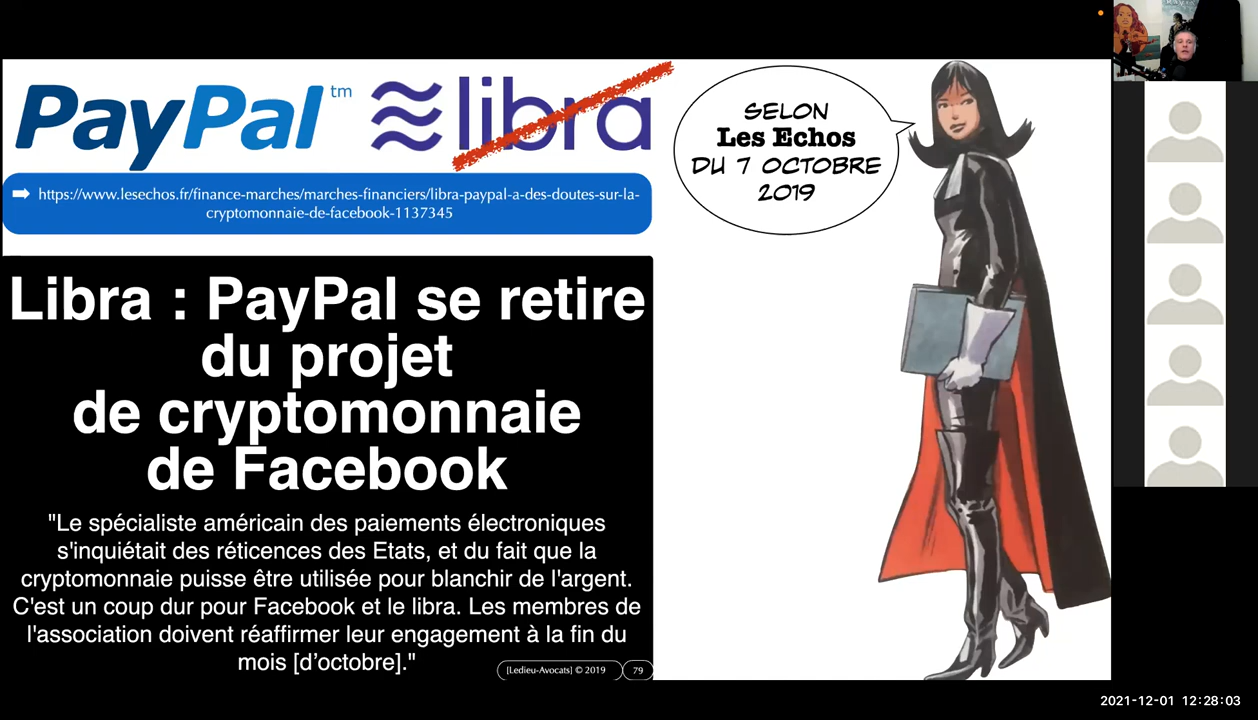 PayPal tm
libra
SELON
Les Echos
DU 7 OCTOBRE
2019
➡ https://www.lesechos.fr/finance-marches/marches-financiers/libra-paypal-a-des-doutes-sur-la-
cryptomonnaie-de-facebook-1137345
Libra : PayPal se retire
du projet
de cryptomonnaie
de Facebook
"Le spécialiste américain des paiements électroniques
s'inquiétait des réticences des Etats, et du fait que la
cryptomonnaie puisse être utilisée pour blanchir de l'argent.
C'est un coup dur pour Facebook et le libra. Les membres de
l'association doivent réaffirmer leur engagement à la fin du
mois [d’octobre]."
[Ledieu-Avocats] © 2019
79
2021-12-01 12:28:03